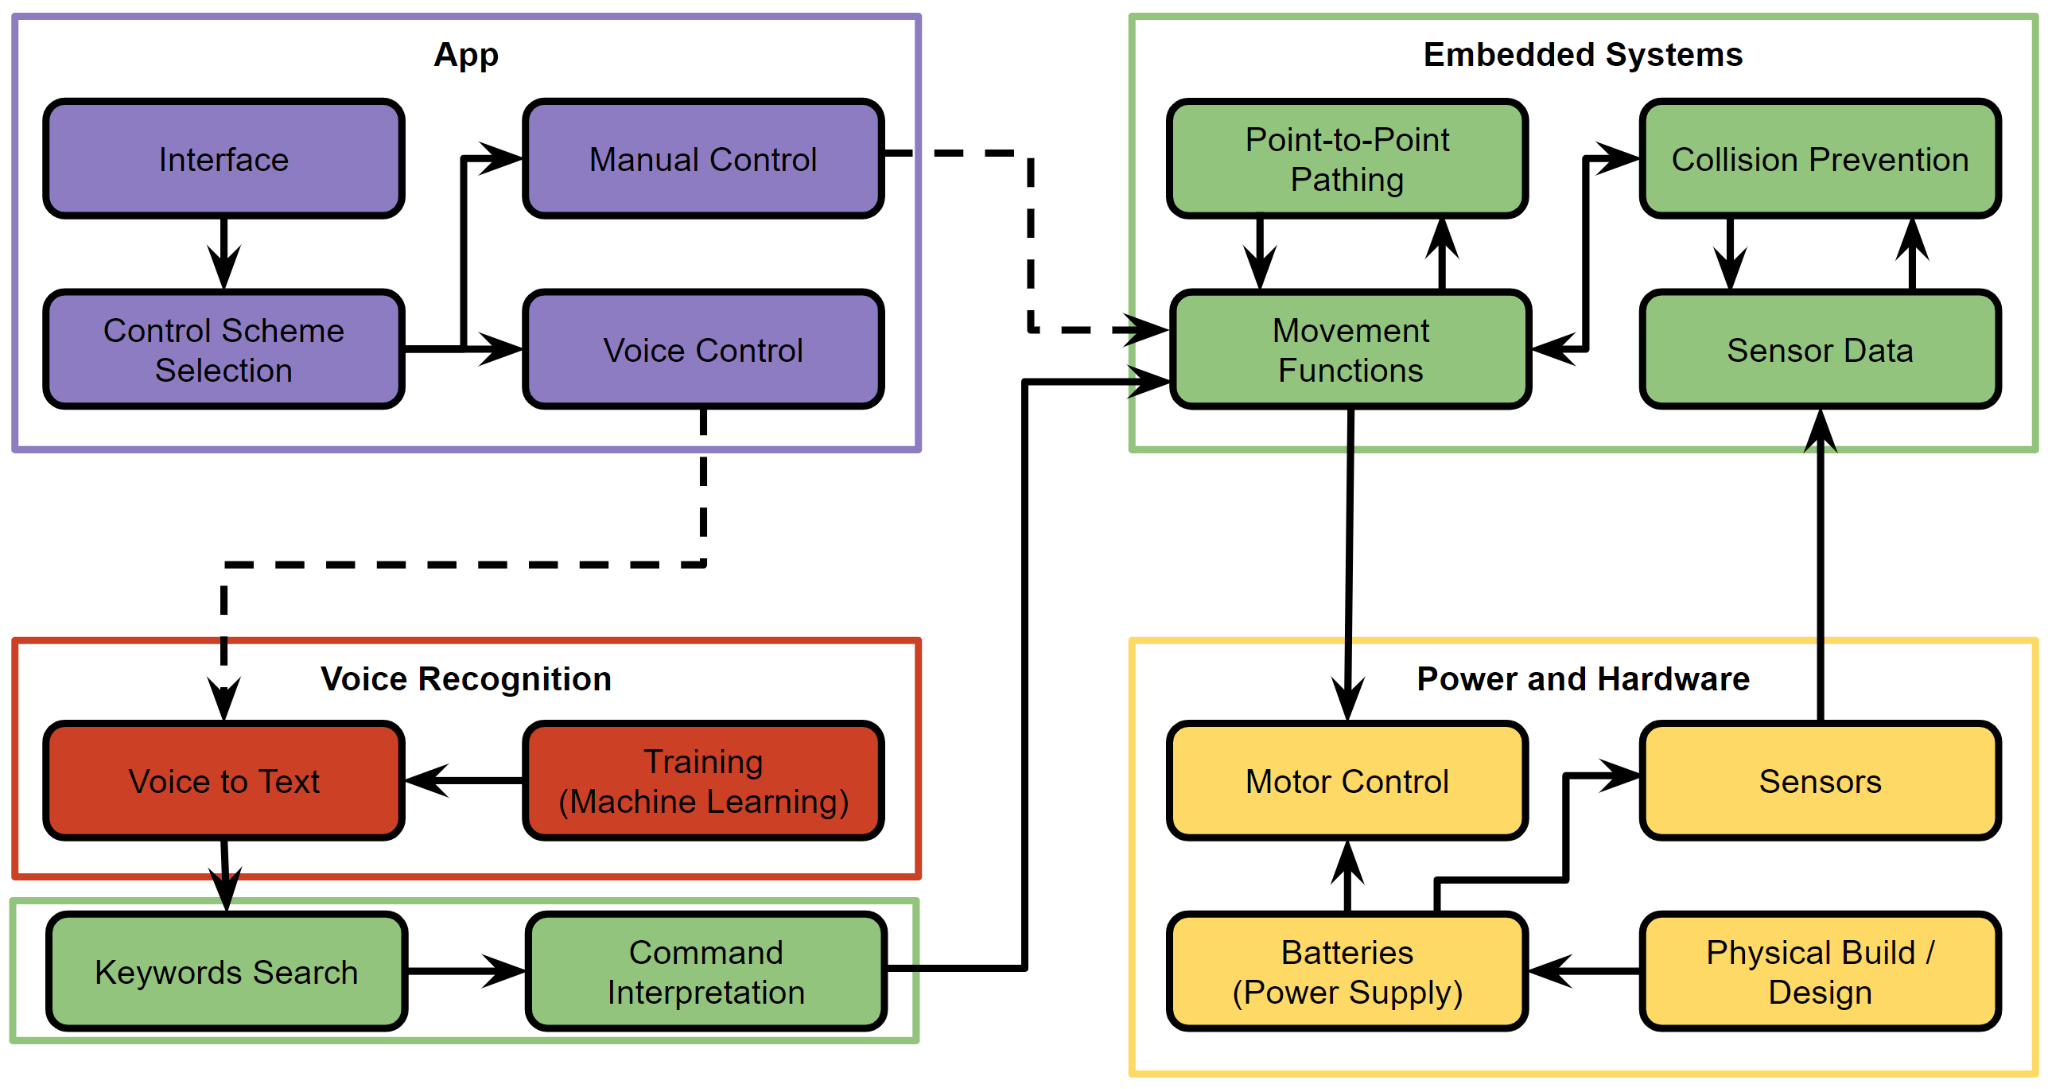 App
Interface
Manual Control
Control Scheme
Selection
Voice Control
Embedded Systems
Point-to-Point
Pathing
Collision Prevention
Movement
Functions
Sensor Data
Voice Recognition
Voice to Text
Training
(Machine Learning)
Keywords Search
Command
Interpretation
Power and Hardware
Motor Control
Sensors
Batteries
(Power Supply)
Physical Build /
Design